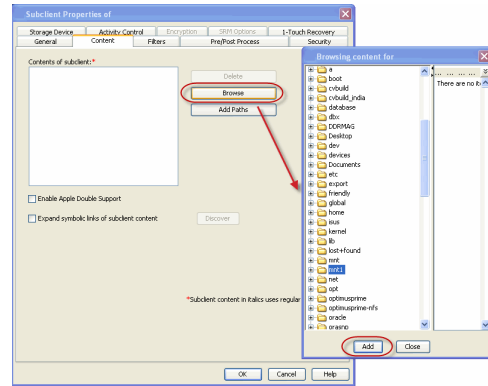 Subclient Properties of
Storage Device Activity Control Encryption SRM Options 1-Touch Recovery
General Content Filters Pre/Post Process Security
Contents of subclient:*
Delete
Browse
Add Paths
Enable Apple Double Support
Expand symbolic links of subclient content
Discover
*Subclient content in italics uses regular
OK Cancel Help
Browsing content for
a
boot
cvbuild
cvbuild_india
database
dbx
DDRMAG
Desktop
dev
devices
Documents
etc
export
friendly
global
home
isus
kernel
lib
lost+found
mnt
mnt1
net
opt
optimusprime
optimusprime-nfs
oracle
orasnp
... ... ... ...
There are no
Add Close